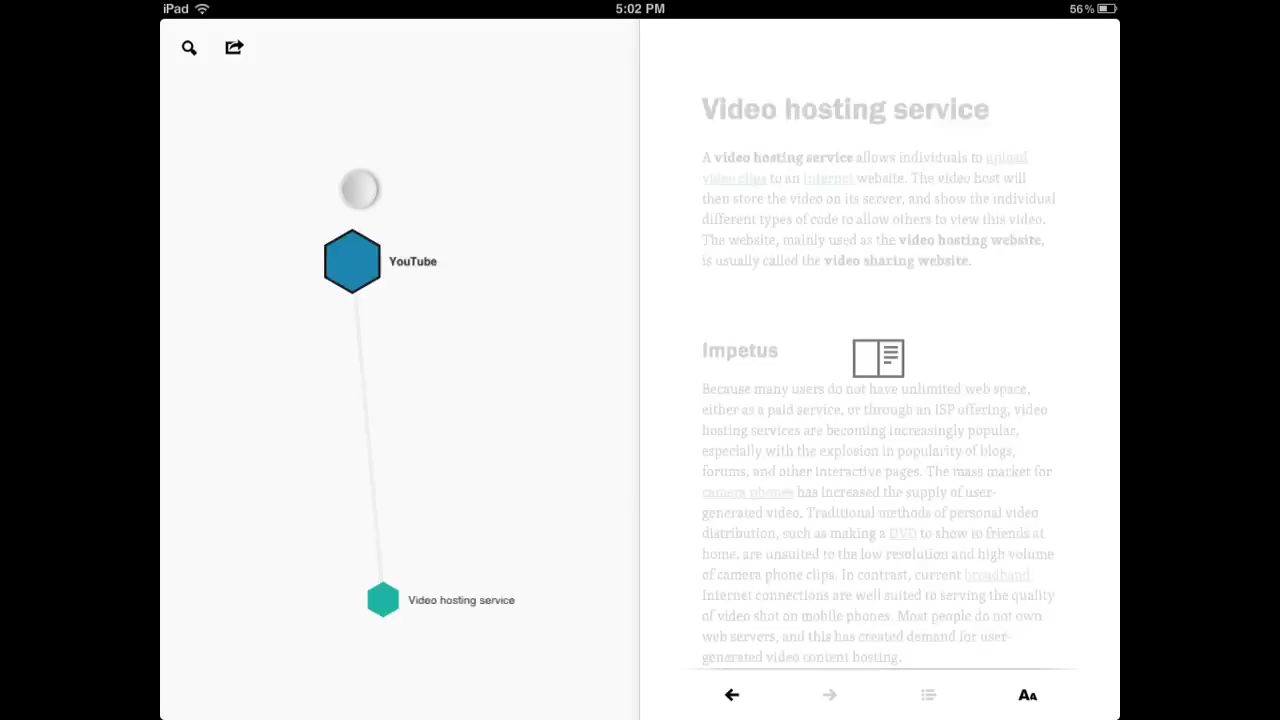 iPad
5:02 PM
56%
YouTube
Video hosting service
Video hosting service
A video hosting service allows individuals to upload
video clips to an Internet website. The video host will
then store the video on its server, and show the individual
different types of code to allow others to view this video.
The website, mainly used as the video hosting website,
is usually called the video sharing website.
Impetus
Because many users do not have unlimited web space,
either as a paid service, or through an ISP offering, video
hosting services are becoming increasingly popular,
especially with the explosion in popularity of blogs,
forums, and other interactive pages. The mass market for
camera phones has increased the supply of user-
generated video. Traditional methods of personal video
distribution, such as making a DVD to show to friends at
home, are unsuited to the low resolution and high volume
of camera phone clips. In contrast, current broadband
Internet connections are well suited to serving the quality
of video shot on mobile phones. Most people do not own
web servers, and this has created demand for user-
generated video content hosting.
AA